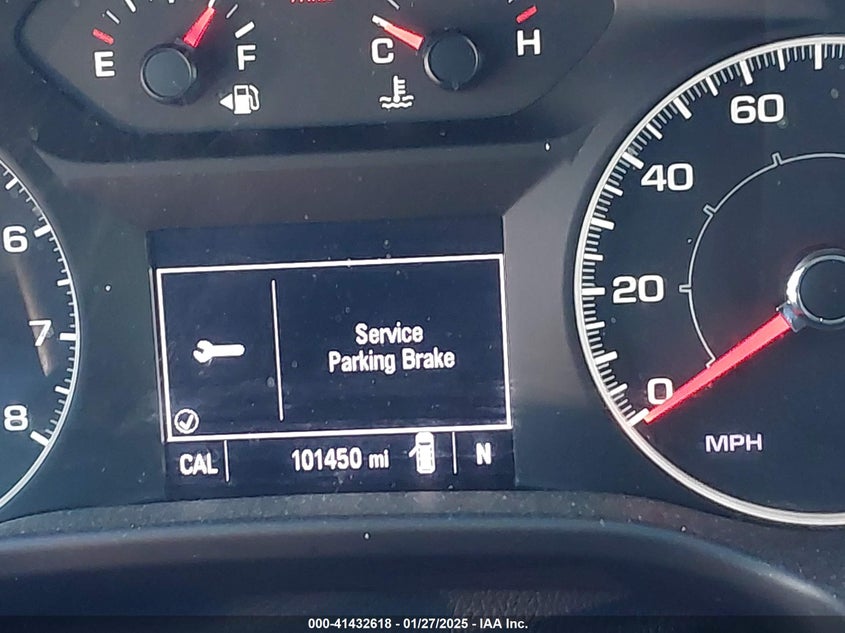 E
F
C
H
60
40
20
0
MPH
6
7
8
Service
Parking Brake
CAL
101450 mi
N
000-41432618 - 01/27/2025 - IAA Inc.